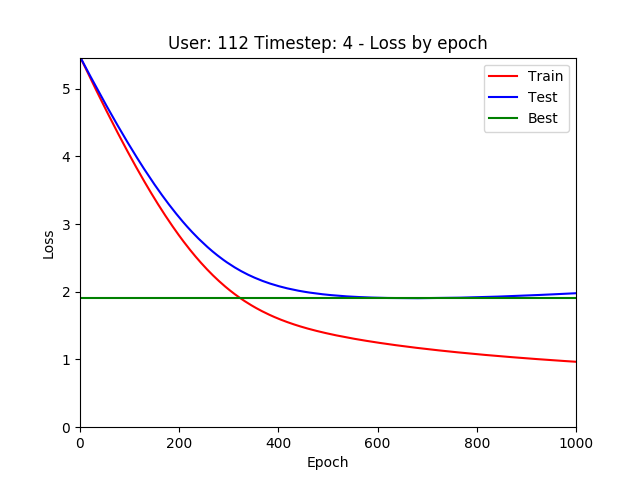 User: 112 Timestep: 4 - Loss by epoch
Train
Test
Best
Loss
5
4
3
2
1
0
0 200 400 600 800 1000
Epoch